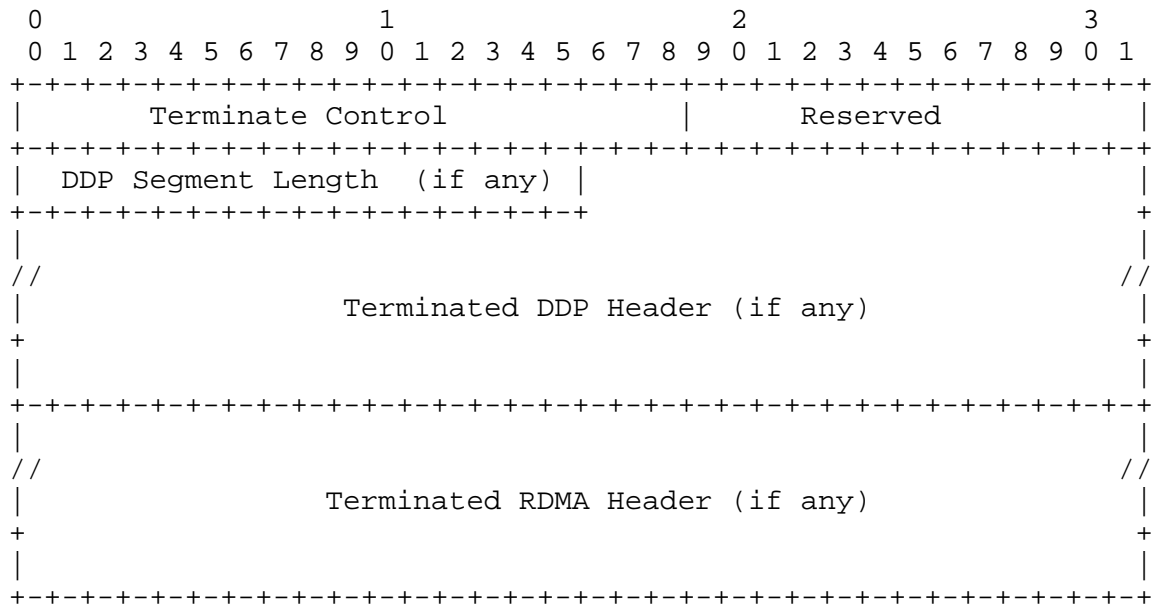 0                   1                   2                   3
 0 1 2 3 4 5 6 7 8 9 0 1 2 3 4 5 6 7 8 9 0 1 2 3 4 5 6 7 8 9 0 1
+-+-+-+-+-+-+-+-+-+-+-+-+-+-+-+-+-+-+-+-+-+-+-+-+-+-+-+-+-+-+-+-+
|       Terminate Control             |      Reserved           |
+-+-+-+-+-+-+-+-+-+-+-+-+-+-+-+-+-+-+-+-+-+-+-+-+-+-+-+-+-+-+-+-+
|  DDP Segment Length  (if any) |                               |
+-+-+-+-+-+-+-+-+-+-+-+-+-+-+-+-+                               +
|                                                               |
//                                                             //
|                  Terminated DDP Header (if any)               |
+                                                               +
|                                                               |
+-+-+-+-+-+-+-+-+-+-+-+-+-+-+-+-+-+-+-+-+-+-+-+-+-+-+-+-+-+-+-+-+
|                                                               |
//                                                             //
|                 Terminated RDMA Header (if any)               |
+                                                               +
|                                                               |
+-+-+-+-+-+-+-+-+-+-+-+-+-+-+-+-+-+-+-+-+-+-+-+-+-+-+-+-+-+-+-+-+